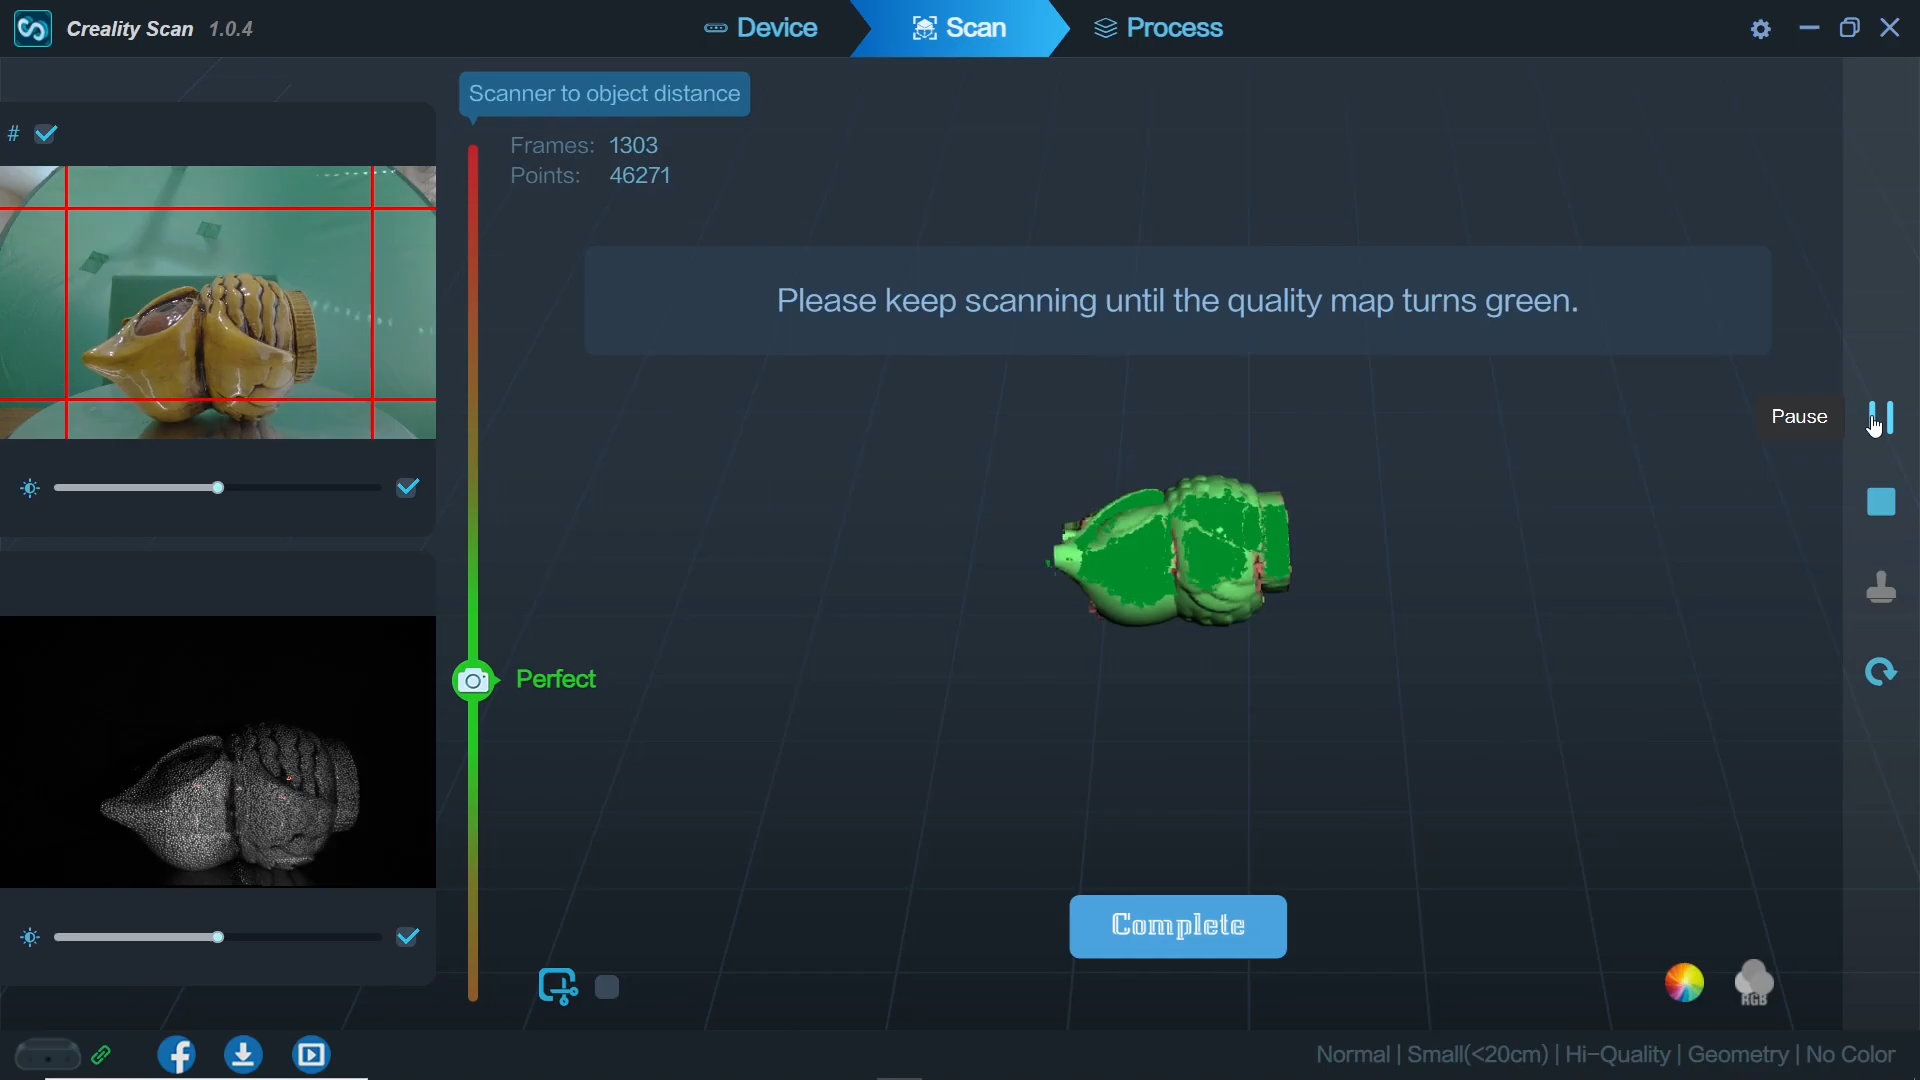 Creality Scan 1.0.4
Device
Scan
Process
Scanner to object distance
#
Frames: 1303
Points: 46271
Please keep scanning until the quality map turns green.
Pause
Perfect
Complete
RGB
Normal | Small(<20cm) | Hi-Quality | Geometry | No Color